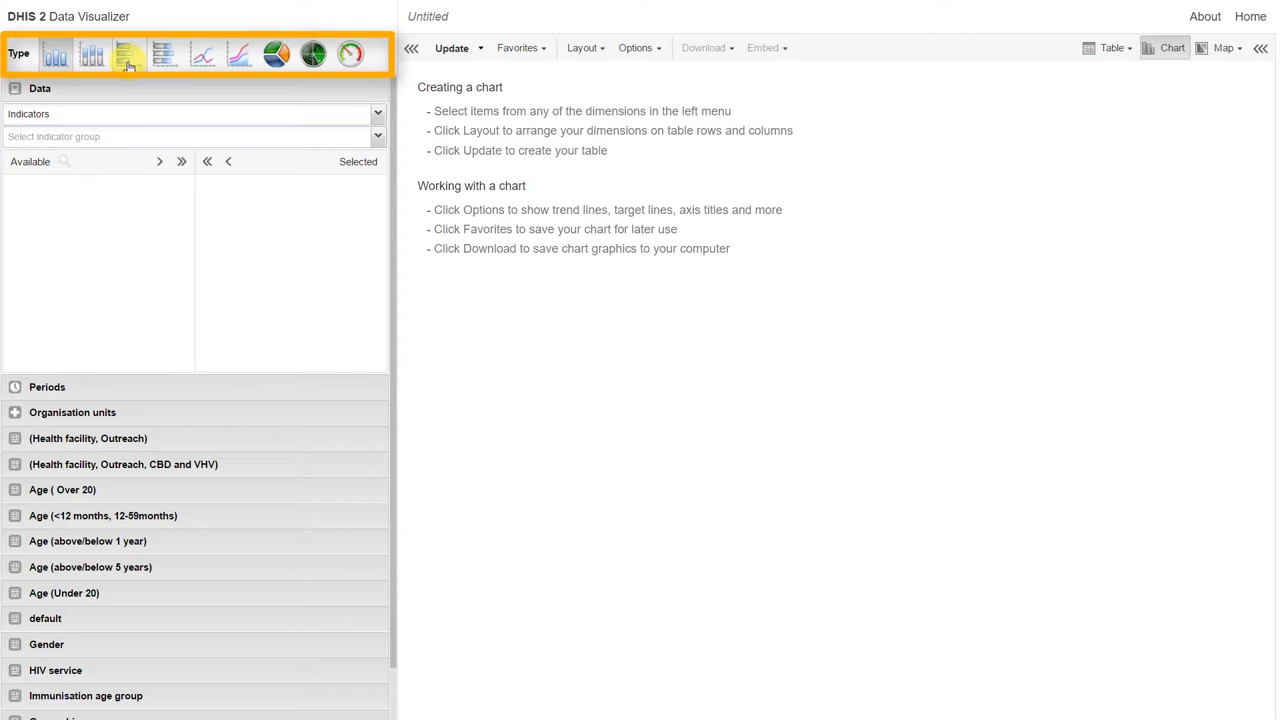 DHIS 2 Data Visualizer
Untitled
About
Home
Type
Update
Favorites
Layout
Options
Download
Embed
Table
Chart
Map
Data
Indicators
Select indicator group
Available
Selected
Creating a chart
- Select items from any of the dimensions in the left menu
- Click Layout to arrange your dimensions on table rows and columns
- Click Update to create your table
Working with a chart
- Click Options to show trend lines, target lines, axis titles and more
- Click Favorites to save your chart for later use
- Click Download to save chart graphics to your computer
Periods
Organisation units
(Health facility, Outreach)
(Health facility, Outreach, CBD and VHV)
Age ( Over 20)
Age (<12 months, 12-59months)
Age (above/below 1 year)
Age (above/below 5 years)
Age (Under 20)
default
Gender
HIV service
Immunisation age group